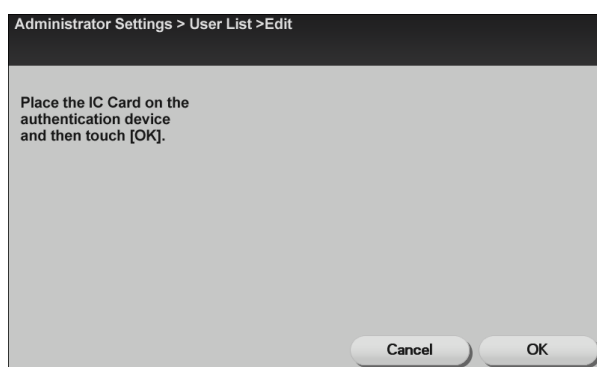 Administrator Settings > User List >Edit
Place the IC Card on the
authentication device
and then touch [OK].
Cancel
OK